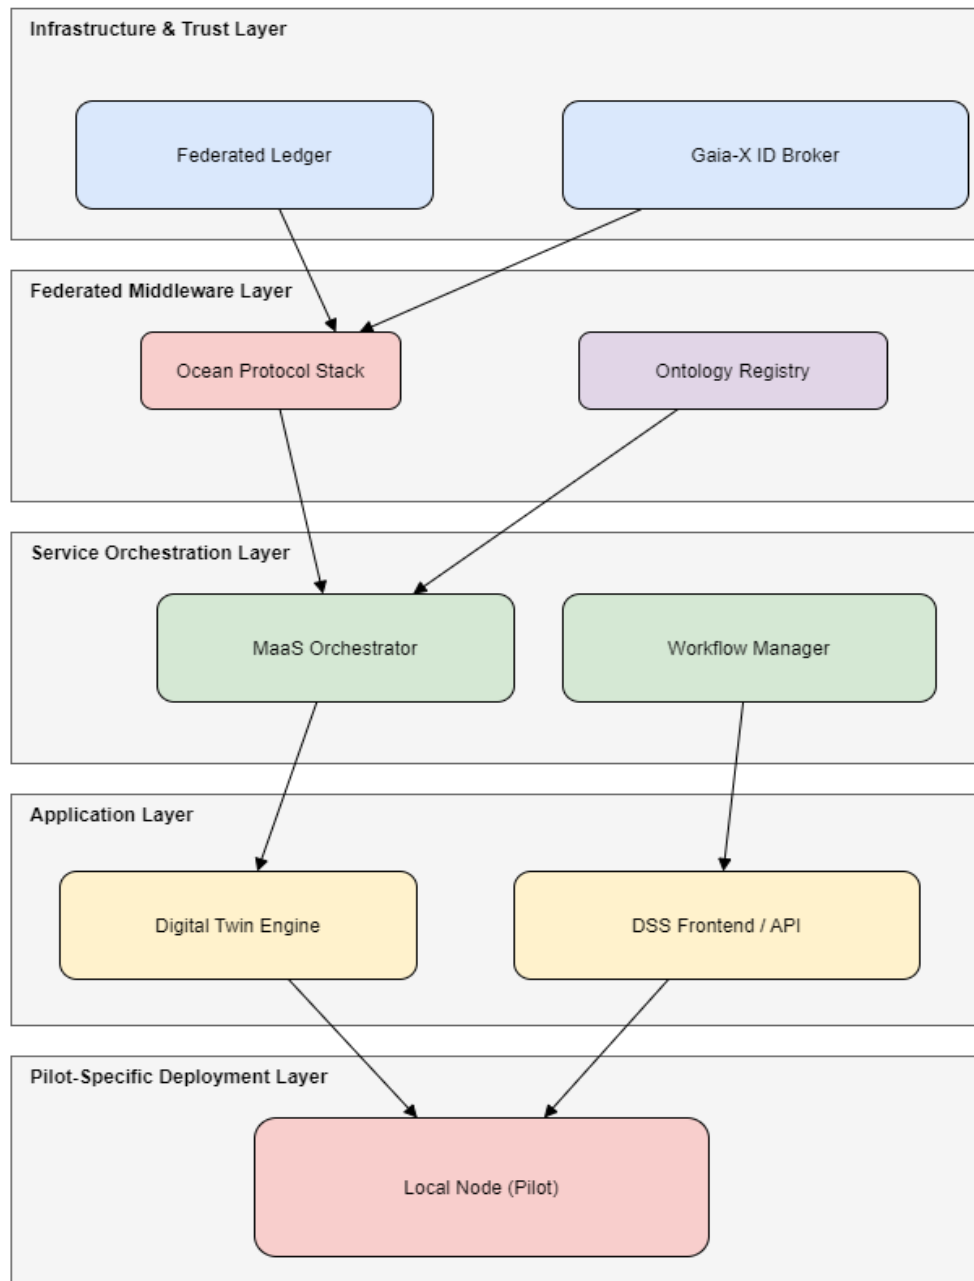 Infrastructure & Trust Layer
Federated Ledger
Gaia-X ID Broker
Federated Middleware Layer
Ocean Protocol Stack
Ontology Registry
Service Orchestration Layer
MaaS Orchestrator
Workflow Manager
Application Layer
Digital Twin Engine
DSS Frontend / API
Pilot-Specific Deployment Layer
Local Node (Pilot)